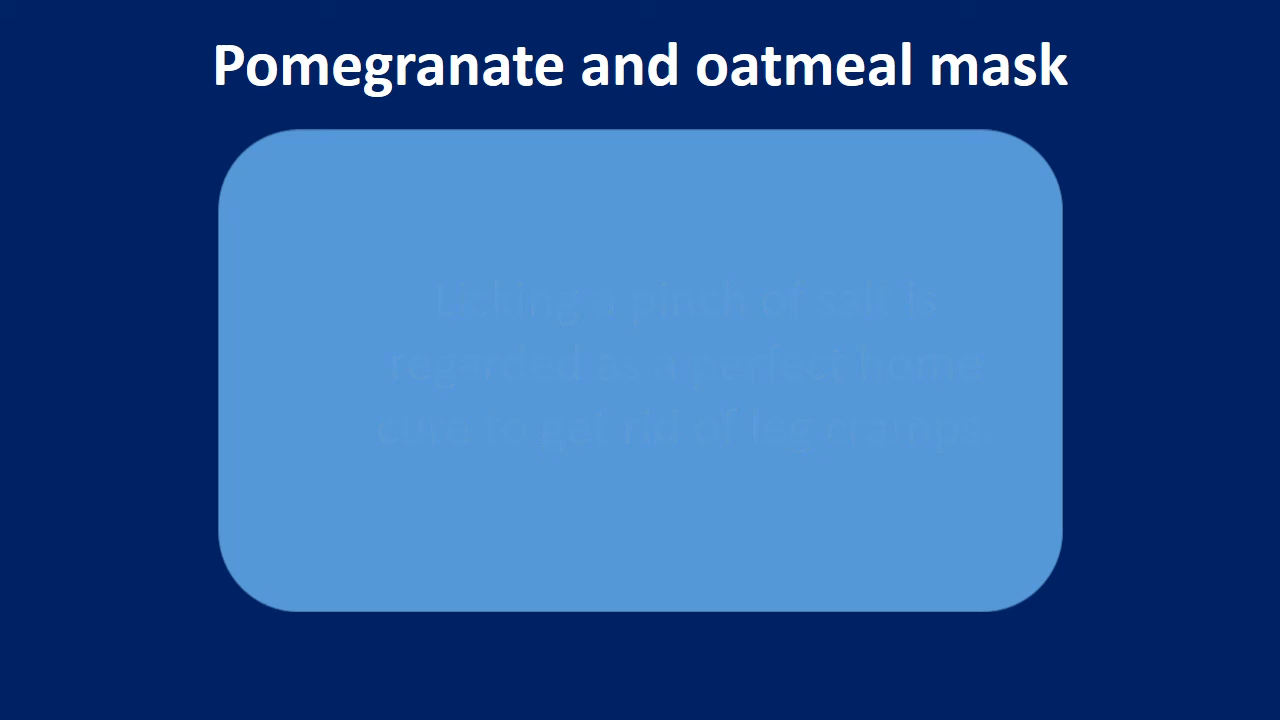 Pomegranate and oatmeal mask
Licking a pinch of salt is
regarded as a perfect home
cure to get rid of leg cramps.